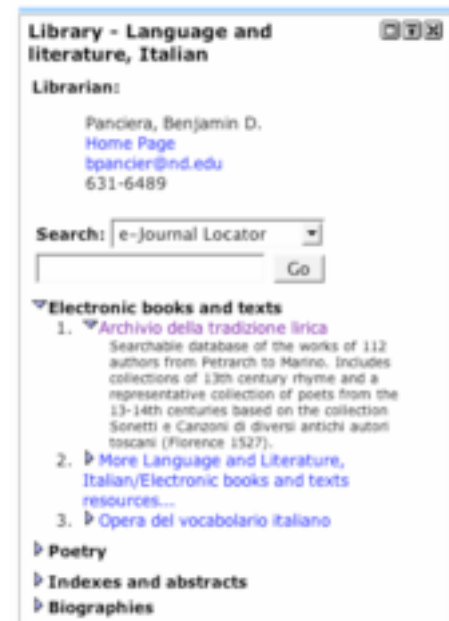 Library - Language and
literature, Italian
Librarian:
Panciera, Benjamin D.
Home Page
bpancier@nd.edu
631-6489
Search: e-Journal Locator
Go
Electronic books and texts
1. Archivio della tradizione lirica
Searchable database of the works of 112
authors from Petrarch to Marino. Includes
collections of 13th century rhyme and a
representative collection of poets from the
13-14th centuries based on the collection
Sonetti e Canzoni di diversi antichi autori
toscani (Florence 1527).
2. More Language and Literature,
Italian/Electronic books and texts
resources...
3. Opera del vocabolario italiano
Poetry
Indexes and abstracts
Biographies